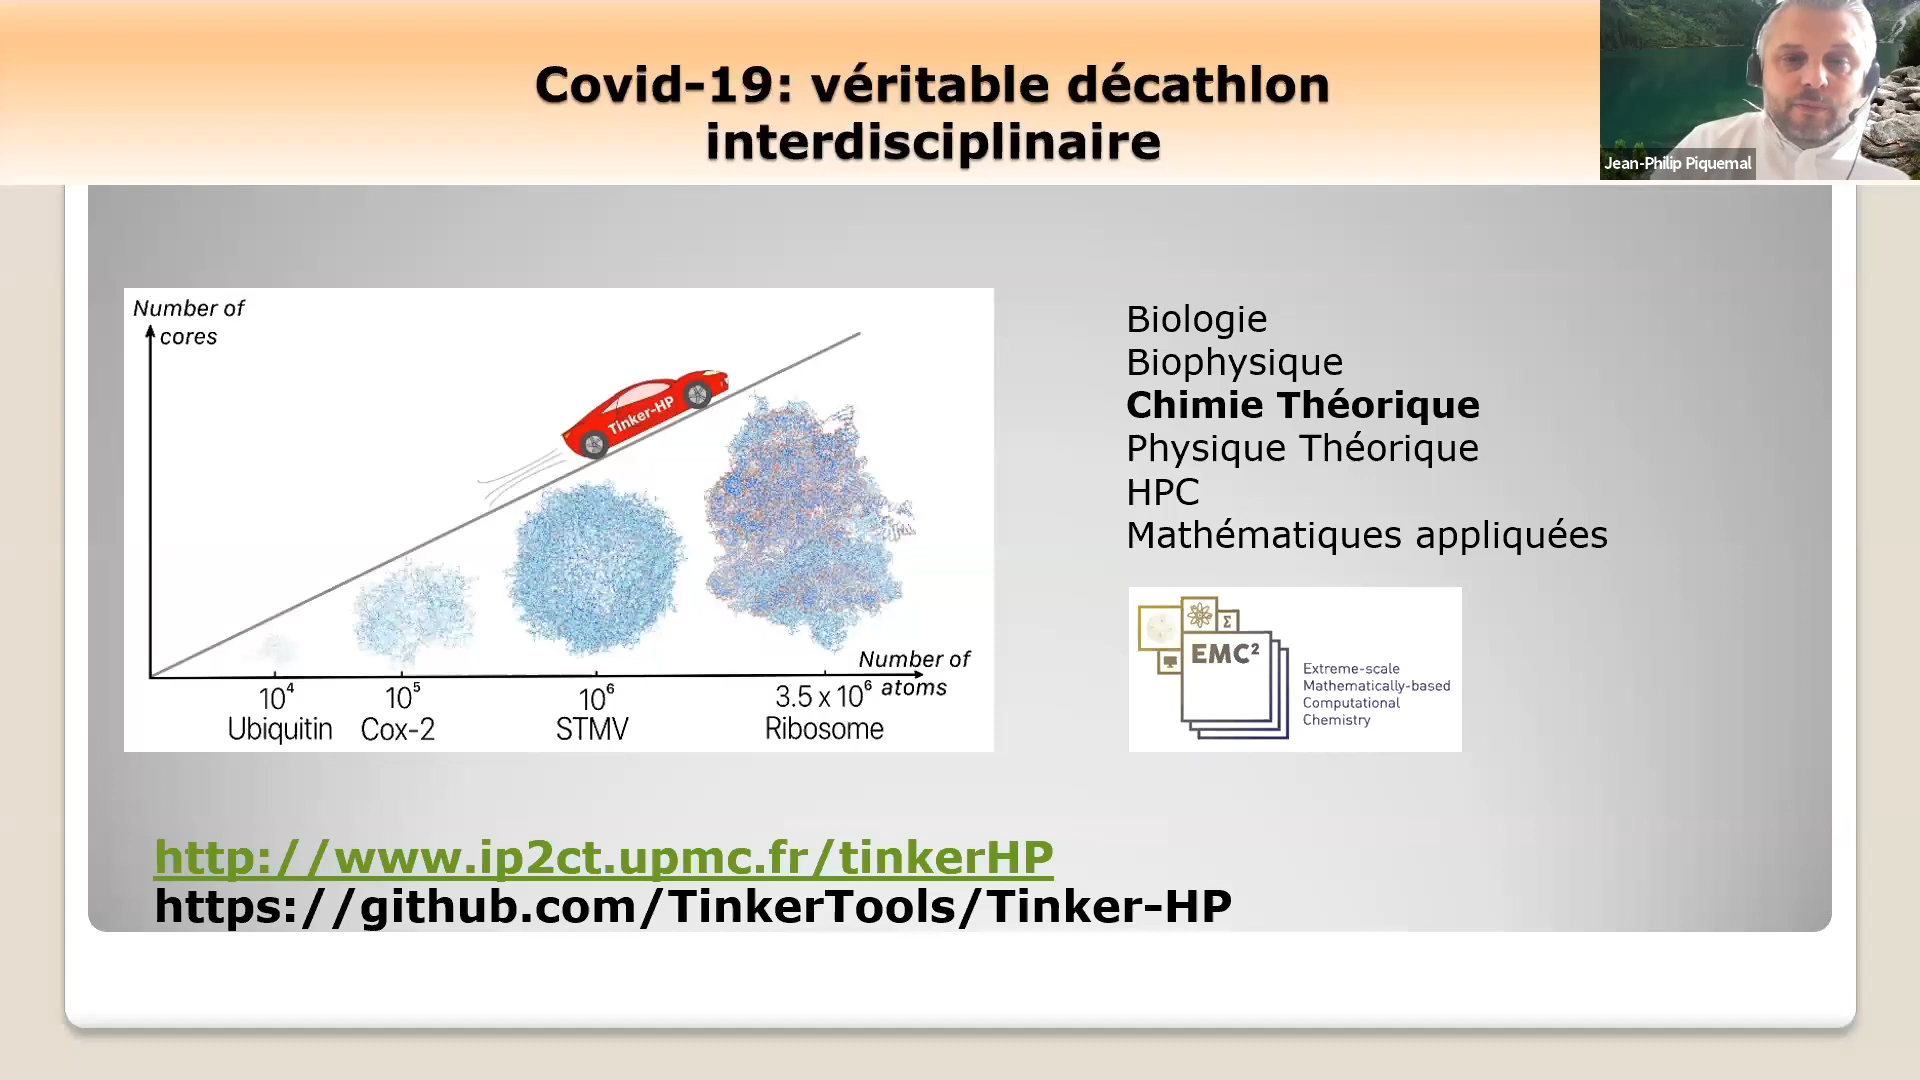 Covid-19: véritable décathlon
interdisciplinaire
Jean-Philip Piquemal
Number of
cores
Tinker-HP
Number of
atoms
10⁴
10⁵
10⁶
3.5 x 10⁶
Ubiquitin
Cox-2
STMV
Ribosome
Biologie
Biophysique
Chimie Théorique
Physique Théorique
HPC
Mathématiques appliquées
Σ
EMC²
Extreme-scale
Mathematically-based
Computational
Chemistry
http://www.ip2ct.upmc.fr/tinkerHP
https://github.com/TinkerTools/Tinker-HP